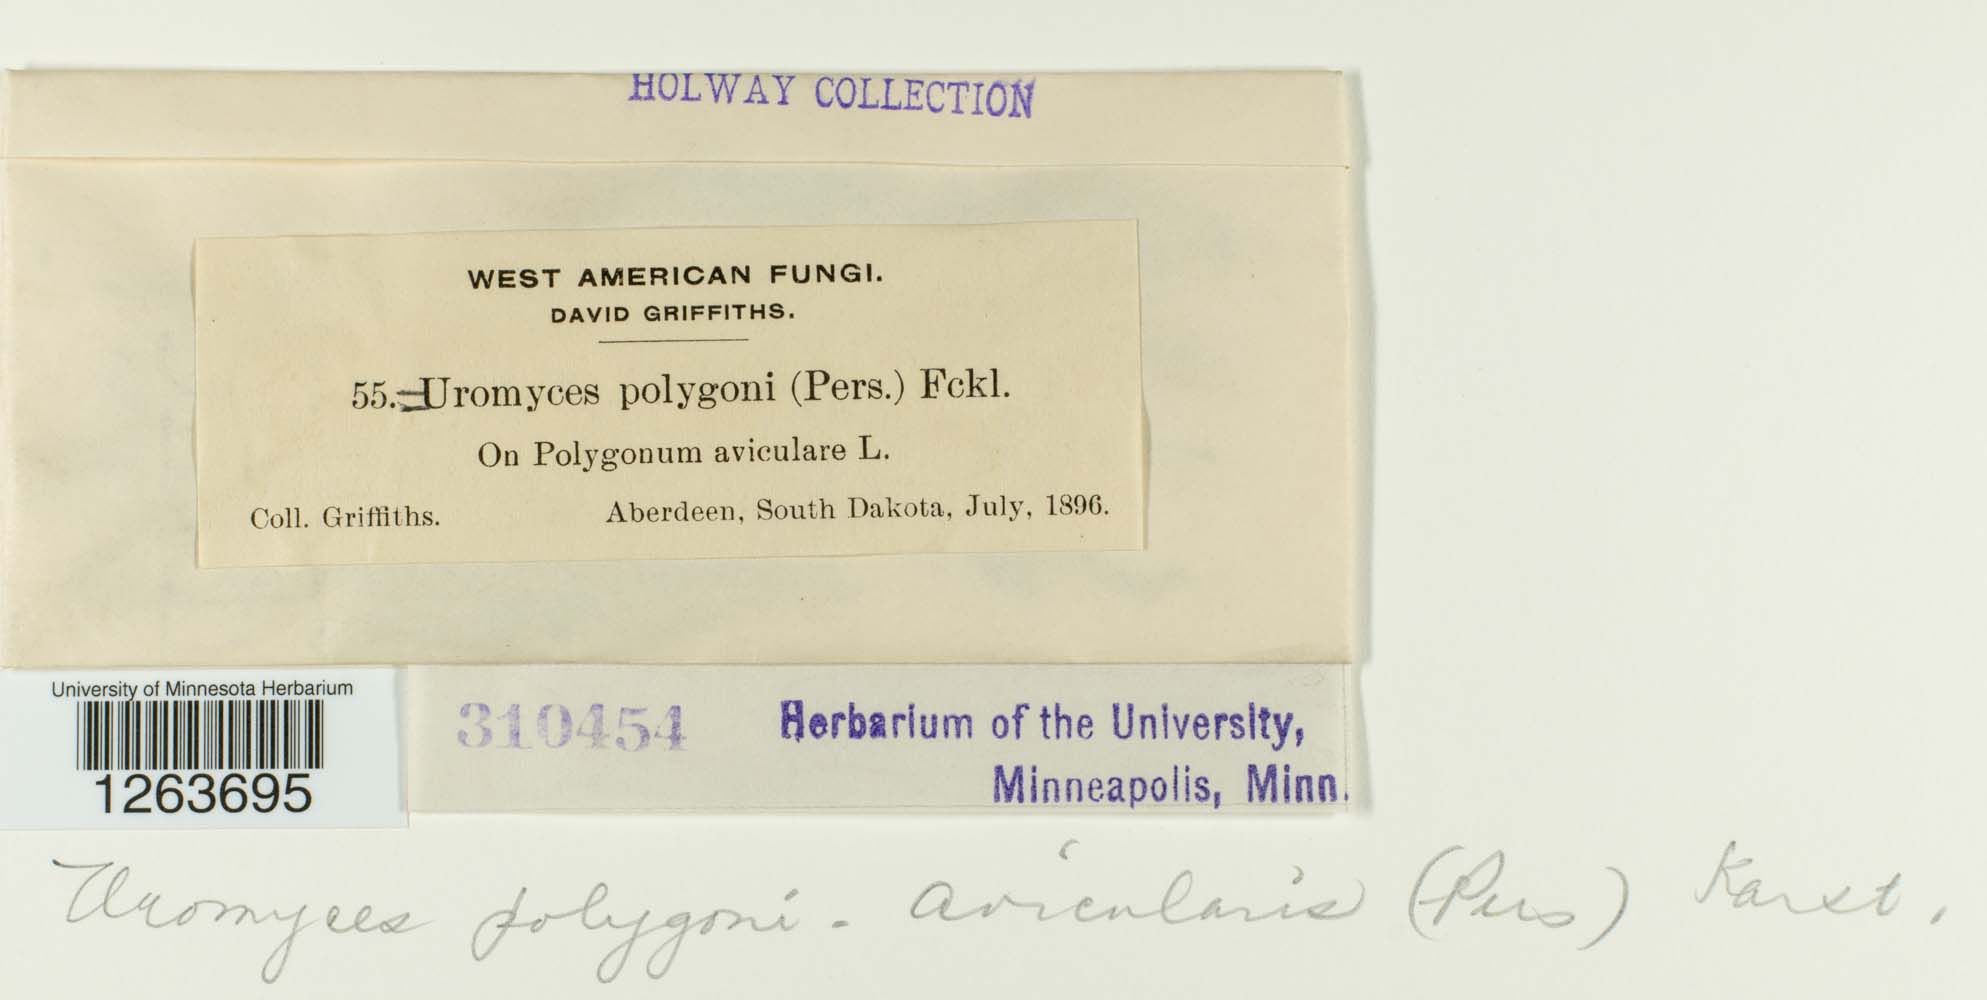 HOLWAY COLLECTION
WEST AMERICAN FUNGI.
DAVID GRIFFITHS.
55. Uromyces polygoni (Pers.) Fckl.
On Polygonum aviculare L.
Coll. Griffiths. Aberdeen, South Dakota, July, 1896.
University of Minnesota Herbarium
1263695
310454
Herbarium of the University,
Minneapolis, Minn.
Uromyces polygoni - avicularis (Pers) Karst.